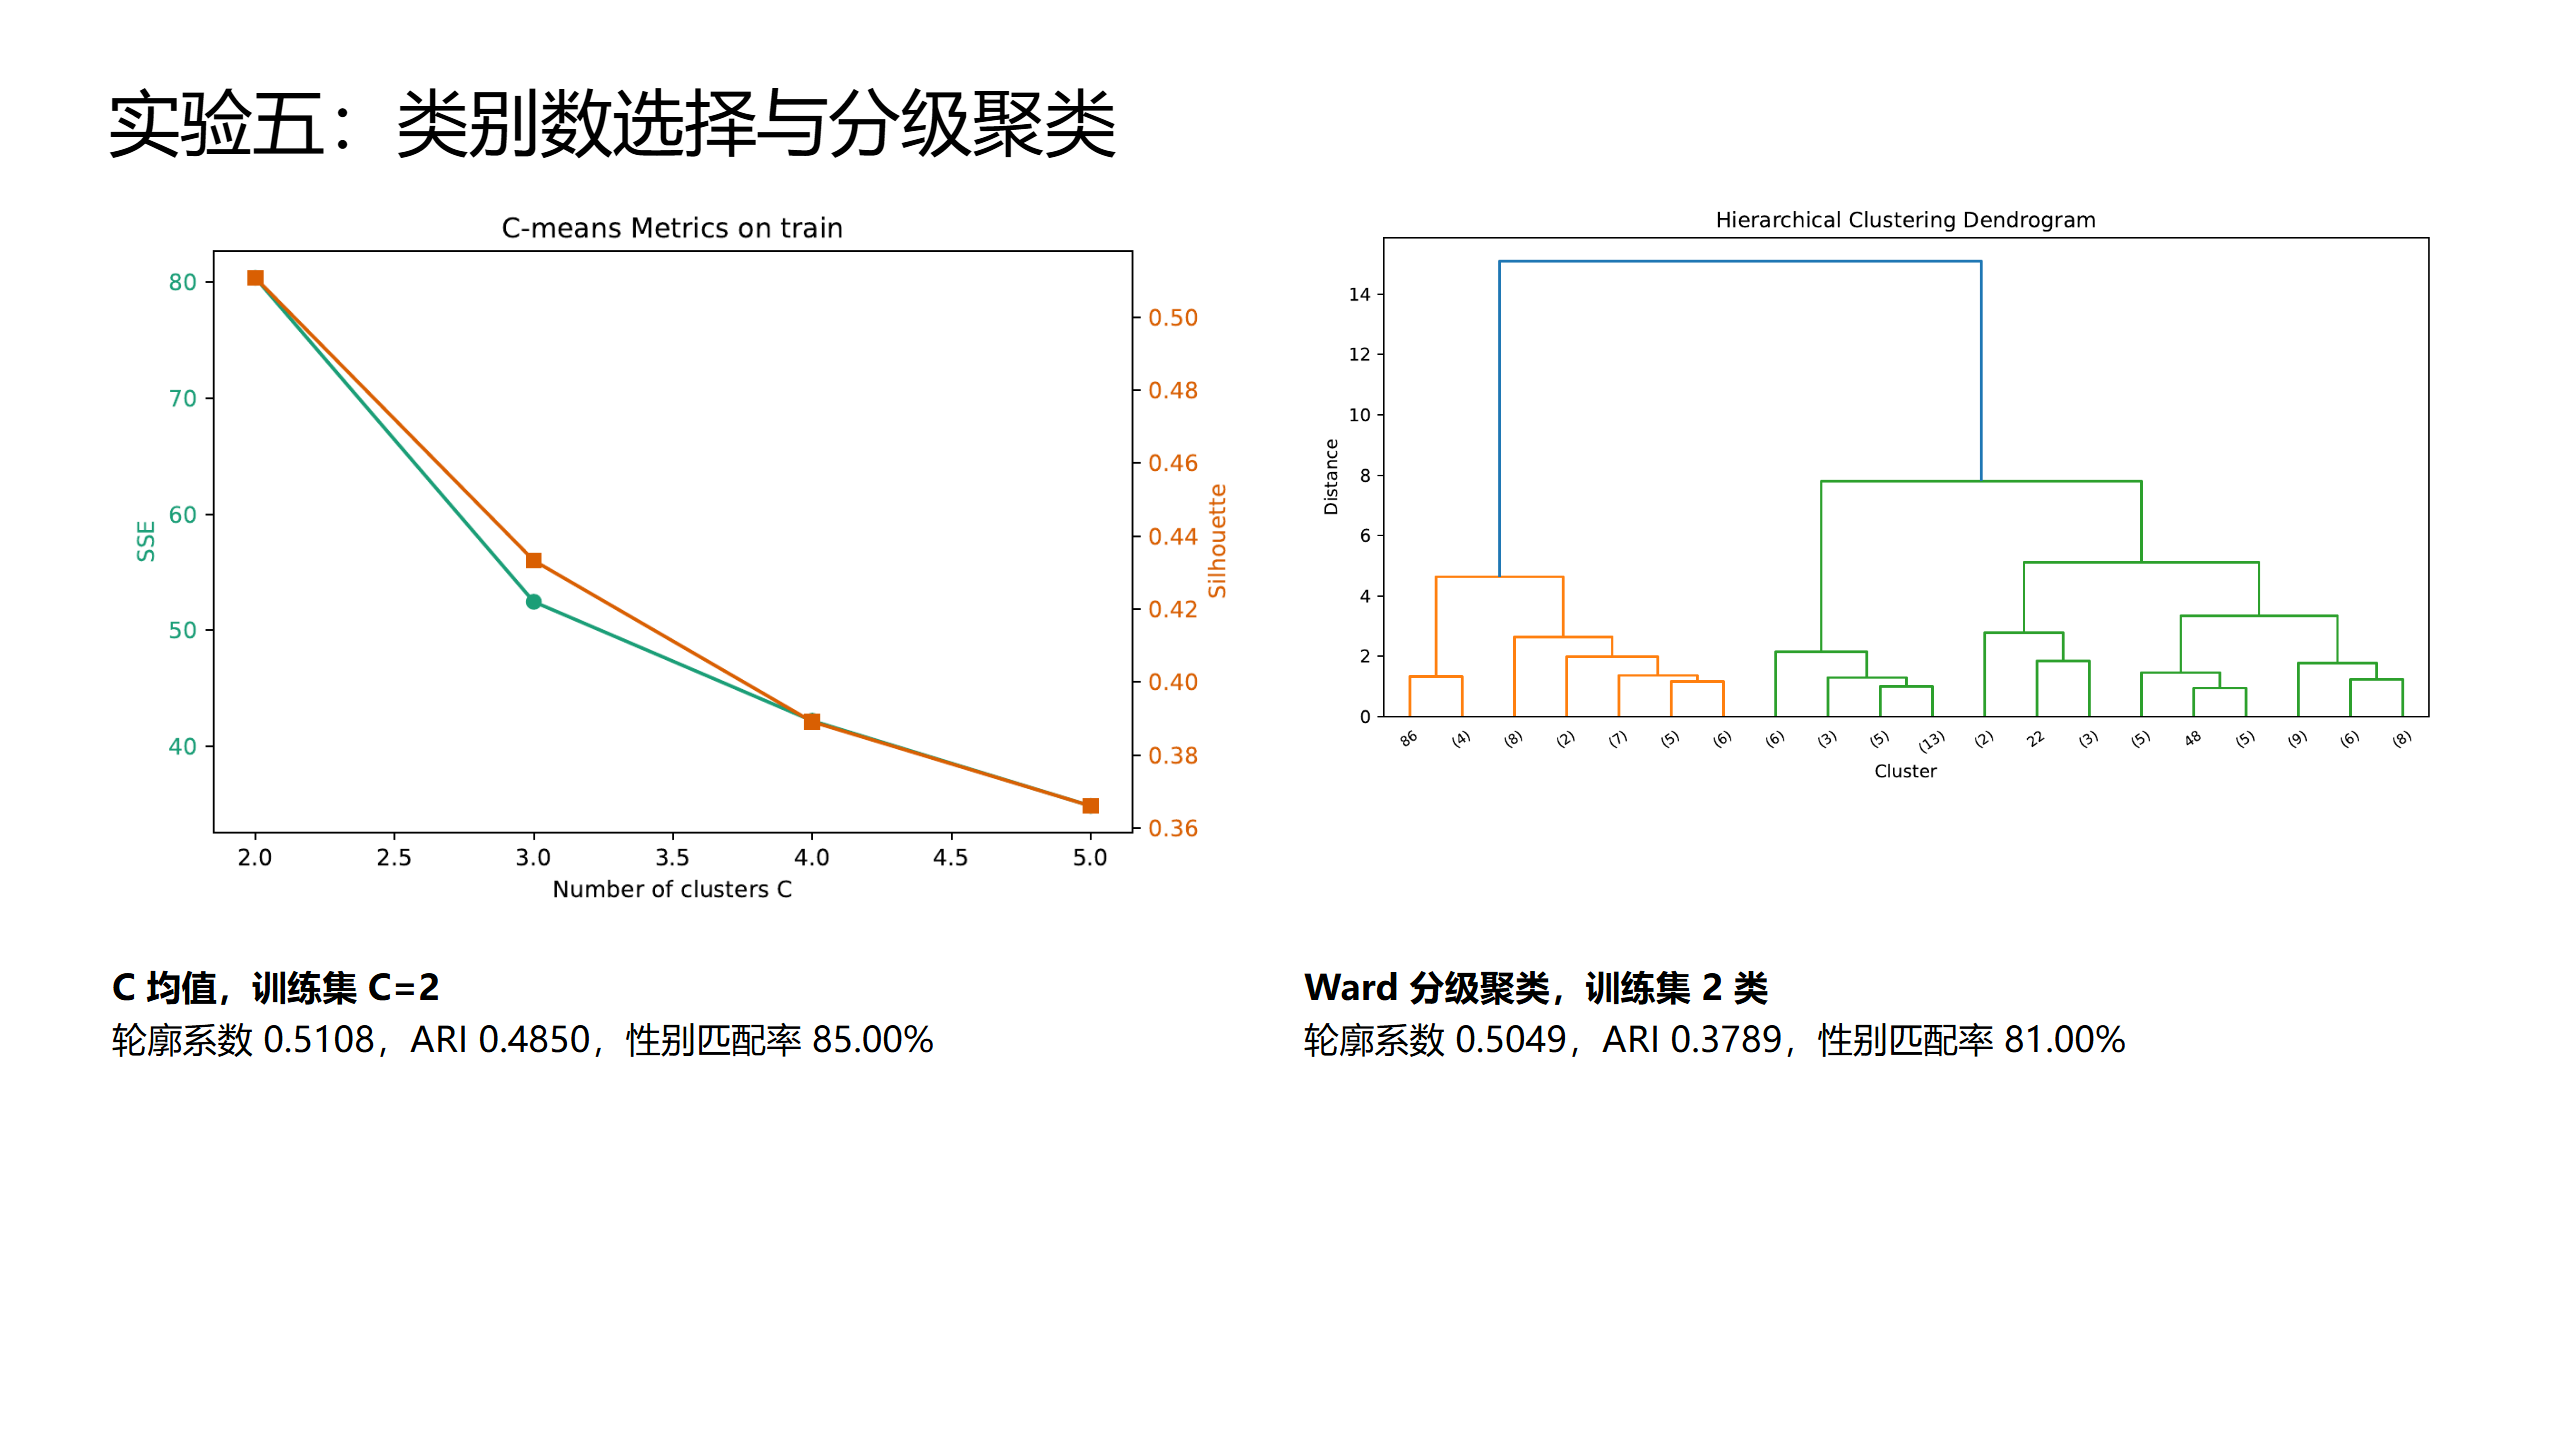 实验五：类别数选择与分级聚类
C-means Metrics on train
80
70
60
50
40
SSE
0.50
0.48
0.46
0.44
0.42
0.40
0.38
0.36
Silhouette
2.0 2.5 3.0 3.5 4.0 4.5 5.0
Number of clusters C
Hierarchical Clustering Dendrogram
14
12
10
8
6
4
2
0
Distance
86 (4) (8) (2) (7) (5) (6) (6) (3) (5) (13) (2) 22 (3) (5) 48 (5) (9) (6) (8)
Cluster
C 均值，训练集 C=2
轮廓系数 0.5108，ARI 0.4850，性别匹配率 85.00%
Ward 分级聚类，训练集 2 类
轮廓系数 0.5049，ARI 0.3789，性别匹配率 81.00%